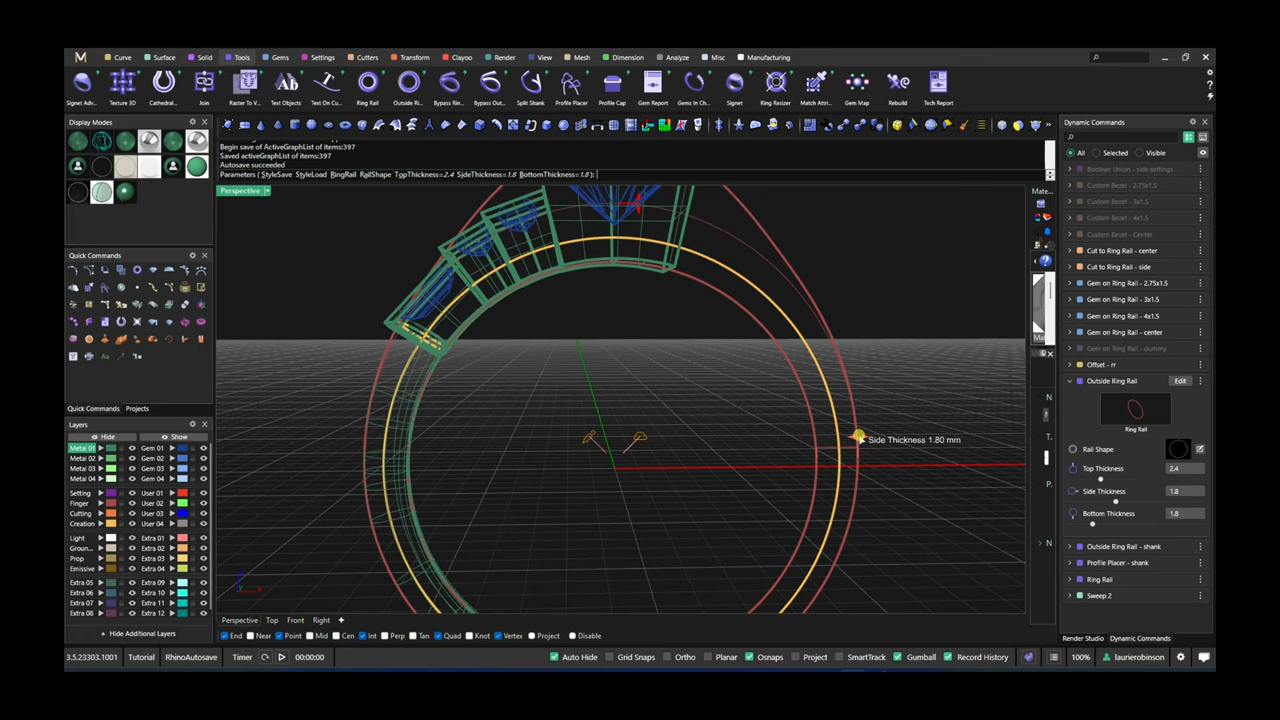 Curve Surface Solid Tools Gems Settings Cutters Transform Clayoo Render View Mesh Dimension Analyze Misc Manufacturing
Signet Adv... Texture 3D Cathedral... Join Raster To V... Text Objects Text On Cu... Ring Rail Outside Ri... Bypass Rin... Bypass Out... Split Shank Profile Placer Profile Cap Gem Report Gems In Ch... Signet Ring Resizer Match Attri... Gem Map Rebuild Tech Report
Display Modes
Begin save of ActiveGraphList of items:397
Saved activeGraphList of items:397
Autosave succeeded
Parameters ( StyleSave StyleLoad RingRail RailShape TopThickness=2.4 SideThickness=1.8 BottomThickness=1.8 ):
Perspective
Quick Commands
Quick Commands Projects
Layers
Hide Show
Metal 01 Gem 01
Metal 02 Gem 02
Metal 03 Gem 03
Metal 04 Gem 04
Setting User 01
Finger User 02
Cutting User 03
Creation User 04
Light Extra 01
Groun... Extra 02
Prop Extra 03
Emissive Extra 04
Extra 05 Extra 09
Extra 06 Extra 10
Extra 07 Extra 11
Extra 08 Extra 12
Hide Additional Layers
Side Thickness 1.80 mm
Mate...
Dynamic Commands
All Selected Visible
Boolean Union - side settings
Custom Bezel - 2.75x1.5
Custom Bezel - 3x1.5
Custom Bezel - 4x1.5
Custom Bezel - Center
Cut to Ring Rail - center
Cut to Ring Rail - side
Gem on Ring Rail - 2.75x1.5
Gem on Ring Rail - 3x1.5
Gem on Ring Rail - 4x1.5
Gem on Ring Rail - center
Gem on Ring Rail - dummy
Offset - rr
Outside Ring Rail Edit
Ring Rail
Rail Shape
Top Thickness 2.4
Side Thickness 1.8
Bottom Thickness 1.8
Outside Ring Rail - shank
Profile Placer - shank
Ring Rail
Sweep 2
Render Studio Dynamic Commands
Perspective Top Front Right
End Near Point Mid Cen Int Perp Tan Quad Knot Vertex Project Disable
3.5.23303.1001 Tutorial RhinoAutosave Timer 00:00:00 Auto Hide Grid Snaps Ortho Planar Osnaps Project SmartTrack Gumball Record History 100% laurierobinson